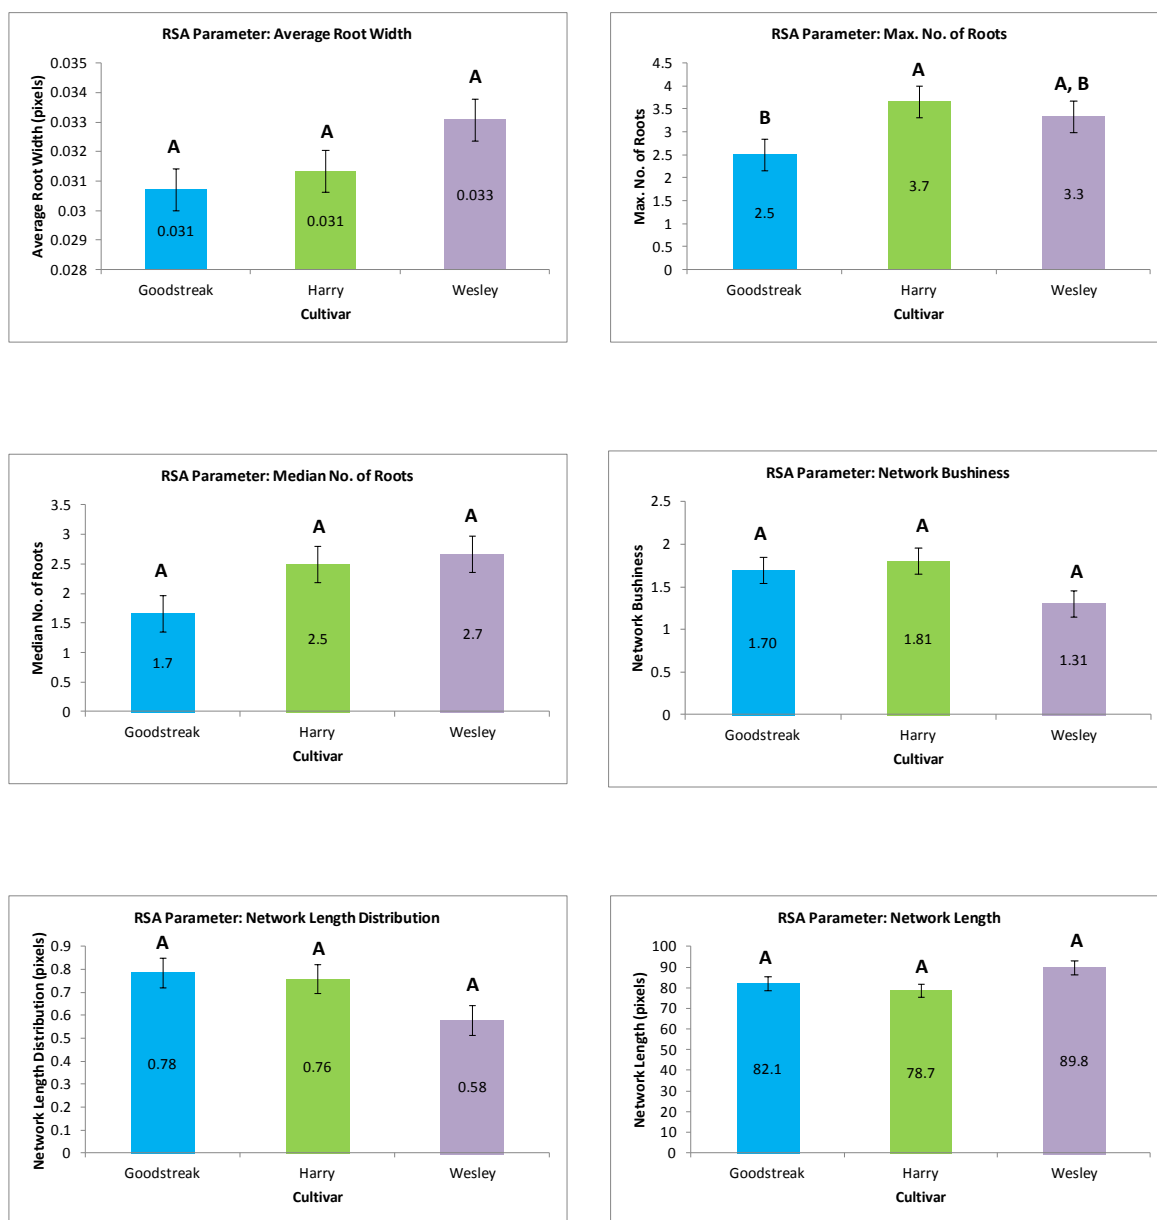 RSA Parameter: Average Root Width
Average Root Width (pixels)
0.035
0.034
0.033
0.032
0.031
0.03
0.029
0.028
A
A
A
0.031
0.031
0.033
Goodstreak Harry Wesley
Cultivar
RSA Parameter: Max. No. of Roots
Max. No. of Roots
4.5
4
3.5
3
2.5
2
1.5
1
0.5
0
B
A
A, B
2.5
3.7
3.3
Goodstreak Harry Wesley
Cultivar
RSA Parameter: Median No. of Roots
Median No. of Roots
3.5
3
2.5
2
1.5
1
0.5
0
A
A
A
1.7
2.5
2.7
Goodstreak Harry Wesley
Cultivar
RSA Parameter: Network Bushiness
Network Bushiness
2.5
2
1.5
1
0.5
0
A
A
A
1.70
1.81
1.31
Goodstreak Harry Wesley
Cultivar
RSA Parameter: Network Length Distribution
Network Length Distribution (pixels)
0.9
0.8
0.7
0.6
0.5
0.4
0.3
0.2
0.1
0
A
A
A
0.78
0.76
0.58
Goodstreak Harry Wesley
Cultivar
RSA Parameter: Network Length
Network Length (pixels)
100
90
80
70
60
50
40
30
20
10
0
A
A
A
82.1
78.7
89.8
Goodstreak Harry Wesley
Cultivar